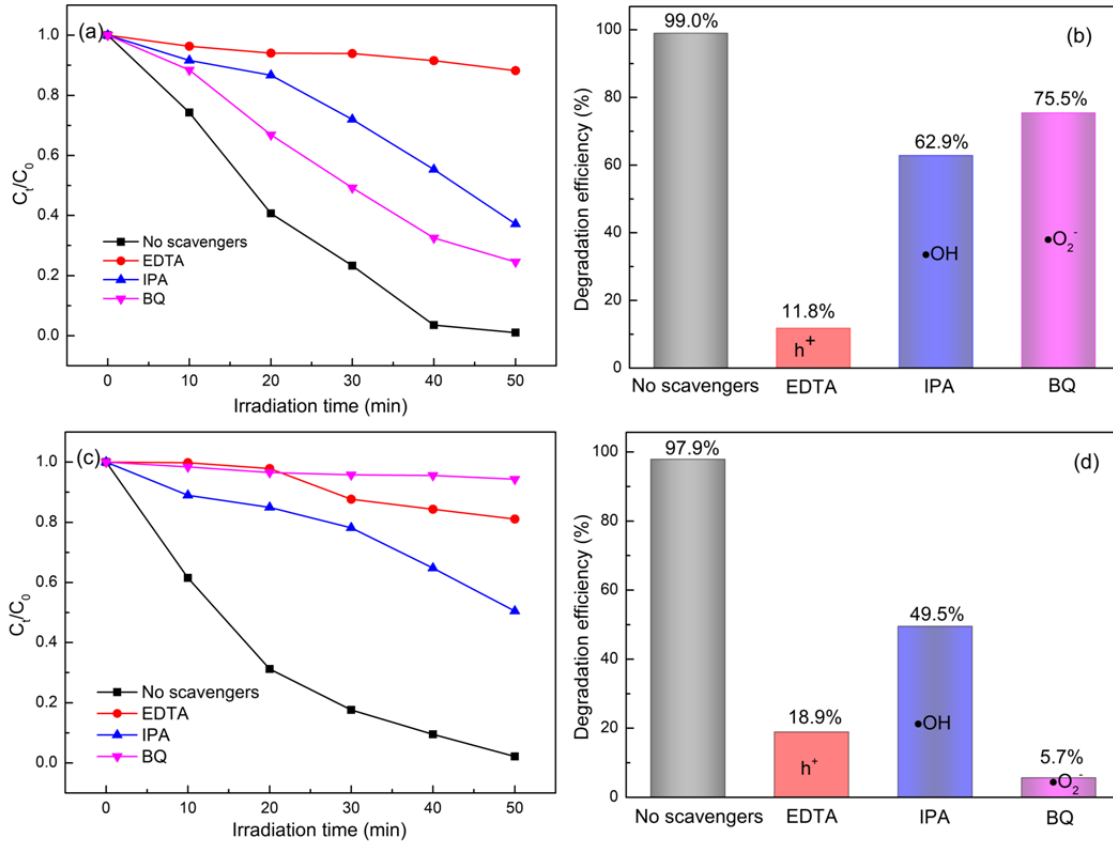 (a)
1.0
0.8
0.6
0.4
0.2
0.0
Cₜ/C₀
No scavengers
EDTA
IPA
BQ
0 10 20 30 40 50
Irradiation time (min)
(b)
100
80
60
40
20
0
Degradation efficiency (%)
99.0%
11.8%
62.9%
75.5%
h⁺
•OH
•O₂⁻
No scavengers EDTA IPA BQ
(c)
1.0
0.8
0.6
0.4
0.2
0.0
Cₜ/C₀
No scavengers
EDTA
IPA
BQ
0 10 20 30 40 50
Irradiation time (min)
(d)
100
80
60
40
20
0
Degradation efficiency (%)
97.9%
18.9%
49.5%
5.7%
h⁺
•OH
•O₂⁻
No scavengers EDTA IPA BQ